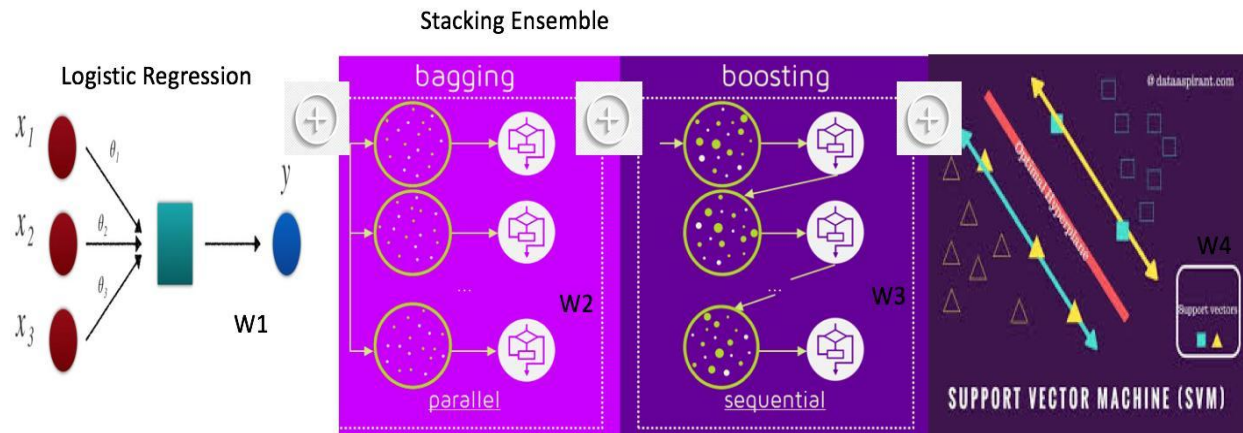 Stacking Ensemble
Logistic Regression
x1
x2
x3
θ1
θ2
θ3
y
W1
bagging
...
W2
parallel
boosting
...
W3
sequential
@ dataaspirant.com
Optimal Hyperplane
W4
Support vectors
SUPPORT VECTOR MACHINE (SVM)